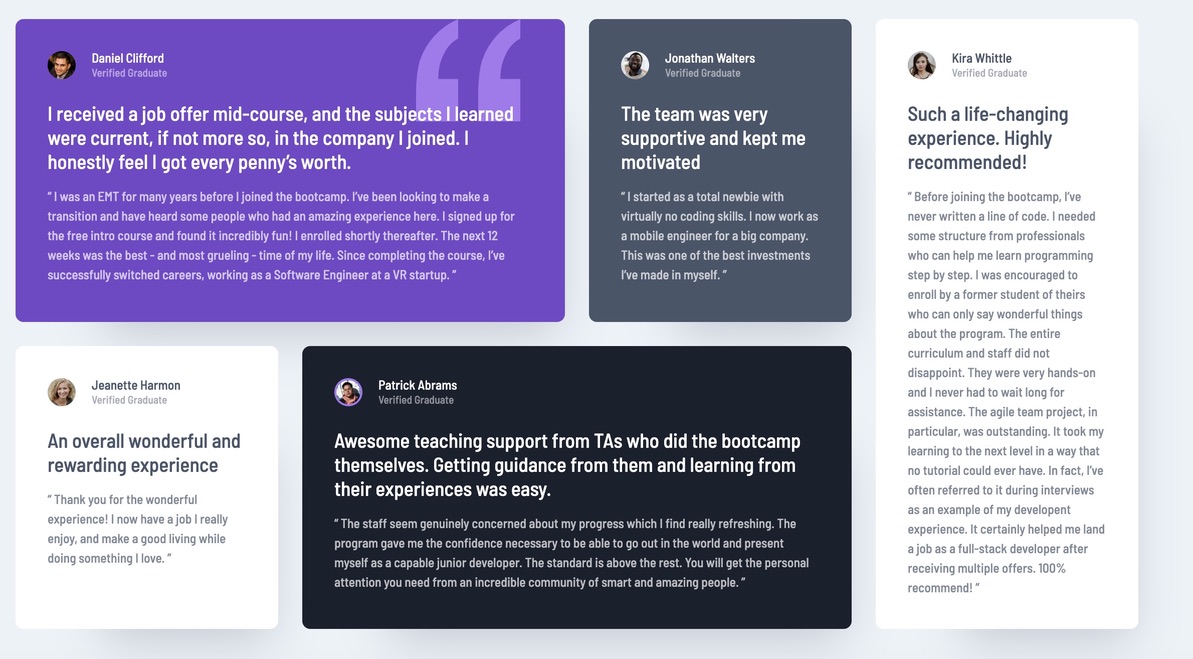 Daniel Clifford
Verified Graduate
I received a job offer mid-course, and the subjects I learned
were current, if not more so, in the company I joined. I
honestly feel I got every penny’s worth.
“ I was an EMT for many years before I joined the bootcamp. I’ve been looking to make a
transition and have heard some people who had an amazing experience here. I signed up for
the free intro course and found it incredibly fun! I enrolled shortly thereafter. The next 12
weeks was the best - and most grueling - time of my life. Since completing the course, I’ve
successfully switched careers, working as a Software Engineer at a VR startup. ”
Jonathan Walters
Verified Graduate
The team was very
supportive and kept me
motivated
“ I started as a total newbie with
virtually no coding skills. I now work as
a mobile engineer for a big company.
This was one of the best investments
I’ve made in myself. ”
Kira Whittle
Verified Graduate
Such a life-changing
experience. Highly
recommended!
“ Before joining the bootcamp, I’ve
never written a line of code. I needed
some structure from professionals
who can help me learn programming
step by step. I was encouraged to
enroll by a former student of theirs
who can only say wonderful things
about the program. The entire
curriculum and staff did not
disappoint. They were very hands-on
and I never had to wait long for
assistance. The agile team project, in
particular, was outstanding. It took my
learning to the next level in a way that
no tutorial could ever have. In fact, I’ve
often referred to it during interviews
as an example of my developent
experience. It certainly helped me land
a job as a full-stack developer after
receiving multiple offers. 100%
recommend! ”
Jeanette Harmon
Verified Graduate
An overall wonderful and
rewarding experience
“ Thank you for the wonderful
experience! I now have a job I really
enjoy, and make a good living while
doing something I love. ”
Patrick Abrams
Verified Graduate
Awesome teaching support from TAs who did the bootcamp
themselves. Getting guidance from them and learning from
their experiences was easy.
“ The staff seem genuinely concerned about my progress which I find really refreshing. The
program gave me the confidence necessary to be able to go out in the world and present
myself as a capable junior developer. The standard is above the rest. You will get the personal
attention you need from an incredible community of smart and amazing people. ”